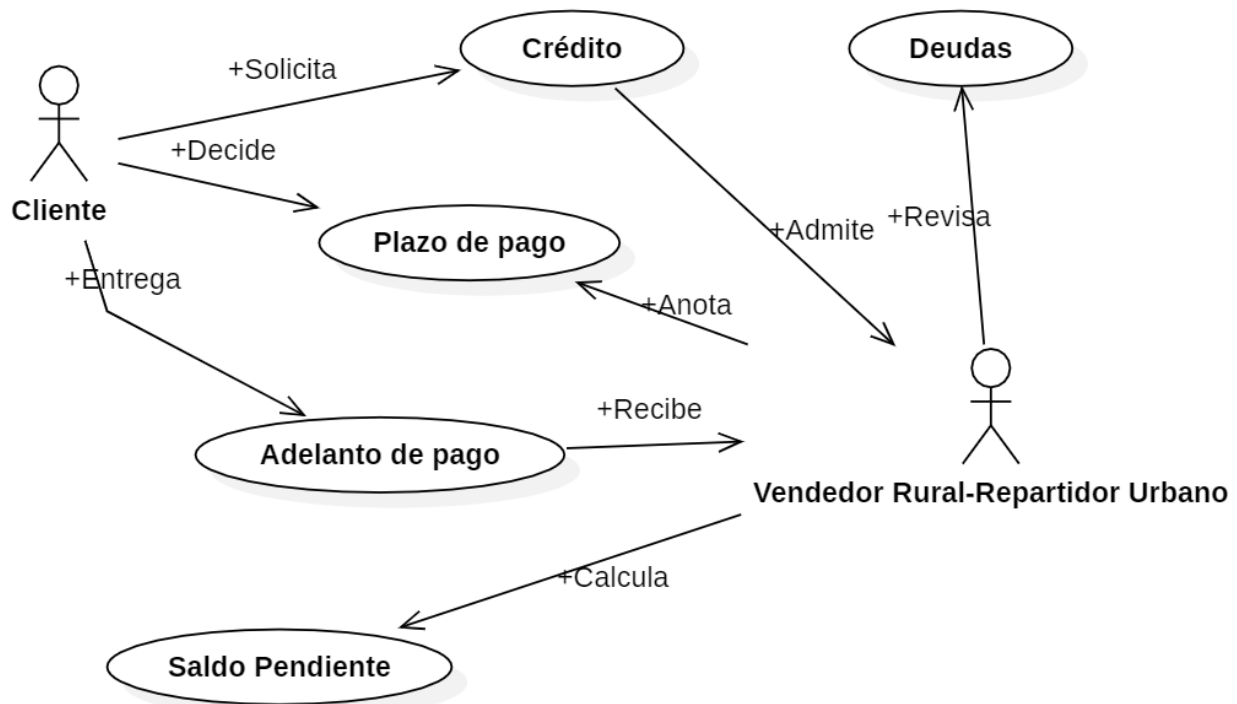 Crédito
Deudas
+Solicita
+Decide
Cliente
+Revisa
+Admite
Plazo de pago
+Entrega
+Anota
+Recibe
Adelanto de pago
Vendedor Rural-Repartidor Urbano
+Calcula
Saldo Pendiente